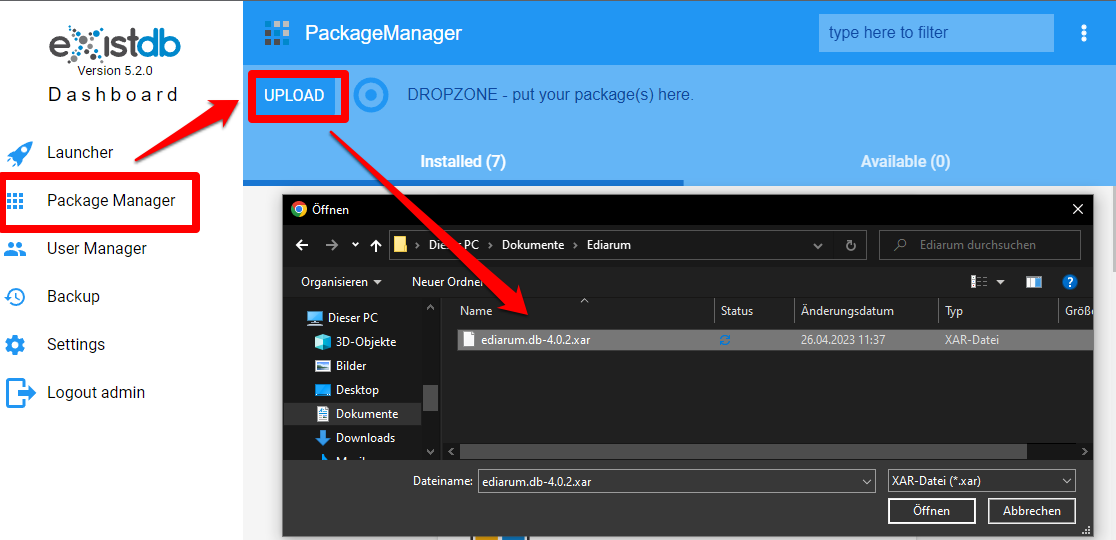 existdb
Version 5.2.0
Dashboard
Launcher
Package Manager
User Manager
Backup
Settings
Logout admin
PackageManager
type here to filter
UPLOAD
DROPZONE - put your package(s) here.
Installed (7)
Available (0)
Öffnen
Dieser PC
Dokumente
Ediarum
Ediarum durchsuchen
Organisieren
Neuer Ordner
Dieser PC
3D-Objekte
Bilder
Desktop
Dokumente
Downloads
Name
Status
Änderungsdatum
Typ
Größ
ediarum.db-4.0.2.xar
26.04.2023 11:37
XAR-Datei
Dateiname:
ediarum.db-4.0.2.xar
XAR-Datei (*.xar)
Öffnen
Abbrechen